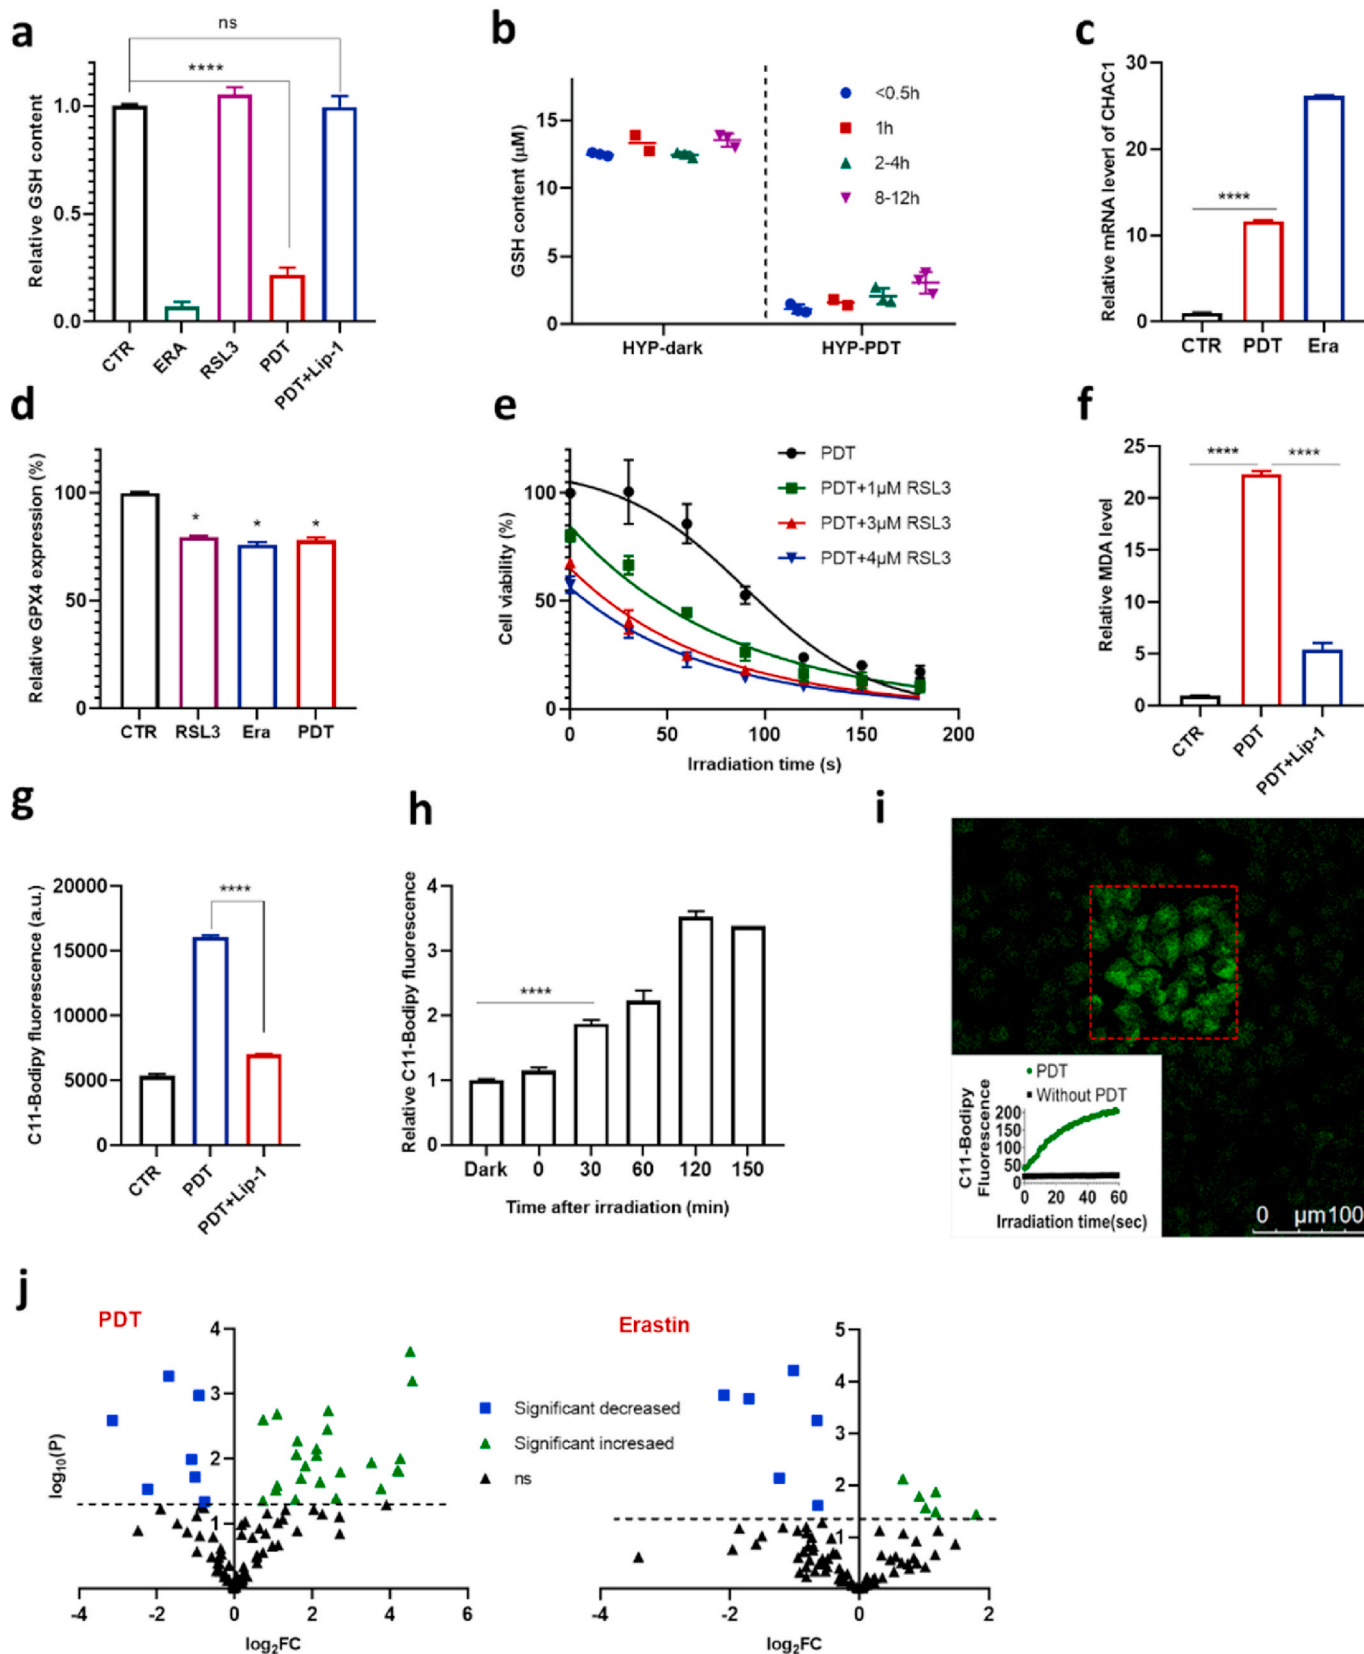 a
ns
****
Relative GSH content
1.0
0.5
0.0
CTR
ERA
RSL3
PDT
PDT+Lip-1
b
GSH content (µM)
15
10
5
0
HYP-dark
HYP-PDT
<0.5h
1h
2-4h
8-12h
c
Relative mRNA leverl of CHAC1
30
20
10
0
****
CTR
PDT
Era
d
Relative GPX4 expression (%)
100
50
0
*
*
*
CTR
RSL3
Era
PDT
e
Cell viability (%)
100
50
0
0
50
100
150
200
Irradiation time (s)
PDT
PDT+1µM RSL3
PDT+3µM RSL3
PDT+4µM RSL3
f
Relative MDA level
25
20
15
10
5
0
****
****
CTR
PDT
PDT+Lip-1
g
C11-Bodipy fluorescence (a.u.)
20000
15000
10000
5000
0
****
CTR
PDT
PDT+Lip-1
h
Relative C11-Bodipy fluorescence
4
3
2
1
0
****
Dark
0
30
60
120
150
Time after irradiation (min)
i
PDT
Without PDT
C11-Bodipy
Fluorescence
200
150
100
50
0
0
20
40
60
Irradiation time(sec)
0 µm100
j
PDT
log10(P)
4
3
2
1
-4
-2
0
2
4
6
log2FC
Significant decreased
Significant incresaed
ns
Erastin
5
4
3
2
1
-4
-2
0
2
log2FC